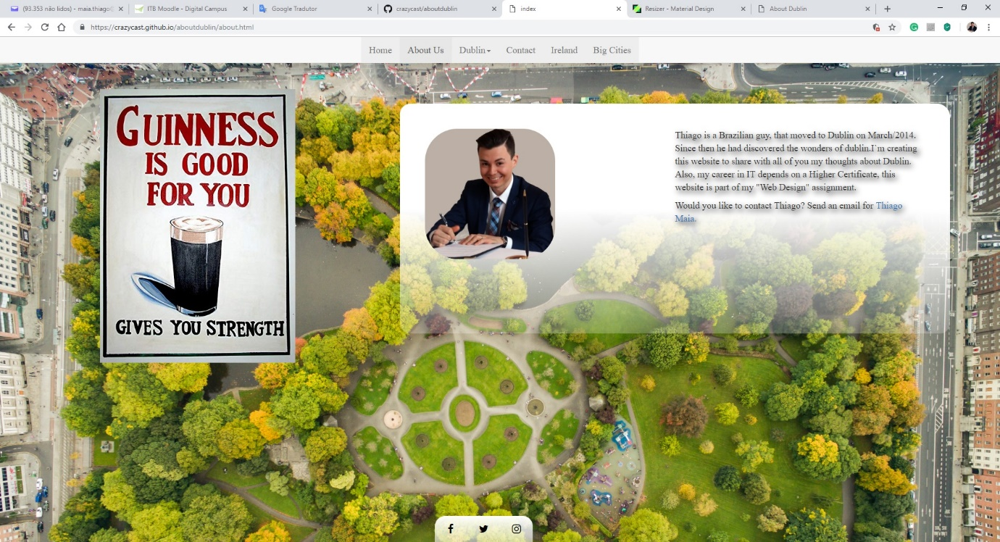 (93.353 não lidos) - maia.thiago
ITB Moodle - Digital Campus
Google Tradutor
crazycast/aboutdublin
index
Resizer - Material Design
About Dublin
https://crazycast.github.io/aboutdublin/about.html
Home
About Us
Dublin
Contact
Ireland
Big Cities
GUINNESS
IS GOOD
FOR YOU
GIVES YOU STRENGTH
Thiago is a Brazilian guy, that moved to Dublin on March/2014.
Since then he had discovered the wonders of dublin.I`m creating
this website to share with all of you my thoughts about Dublin.
Also, my career in IT depends on a Higher Certificate, this
website is part of my "Web Design" assignment.
Would you like to contact Thiago? Send an email for Thiago
Maia.